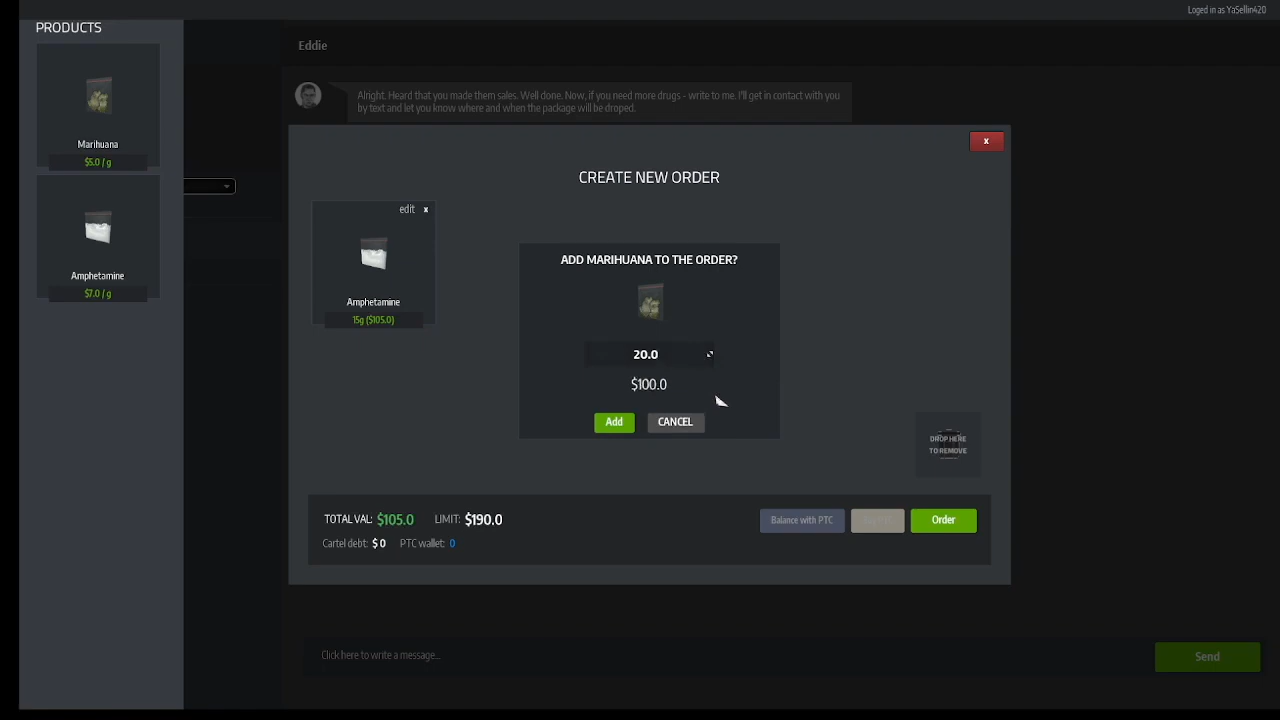 Loged in as YaSellin420
PRODUCTS
Marihuana
$5.0 / g
Amphetamine
$7.0 / g
Eddie
Alright. Heard that you made them sales. Well done. Now, if you need more drugs - write to me. I'll get in contact with you
by text and let you know where and when the package will be droped.
x
CREATE NEW ORDER
edit x
Amphetamine
15g ($105.0)
ADD MARIHUANA TO THE ORDER?
20.0
$100.0
Add CANCEL
DROP HERE
TO REMOVE
TOTAL VAL: $105.0 LIMIT: $190.0
Cartel debt: $ 0 PTC wallet: 0
Balance with PTC
Order
Click here to write a message...
Send